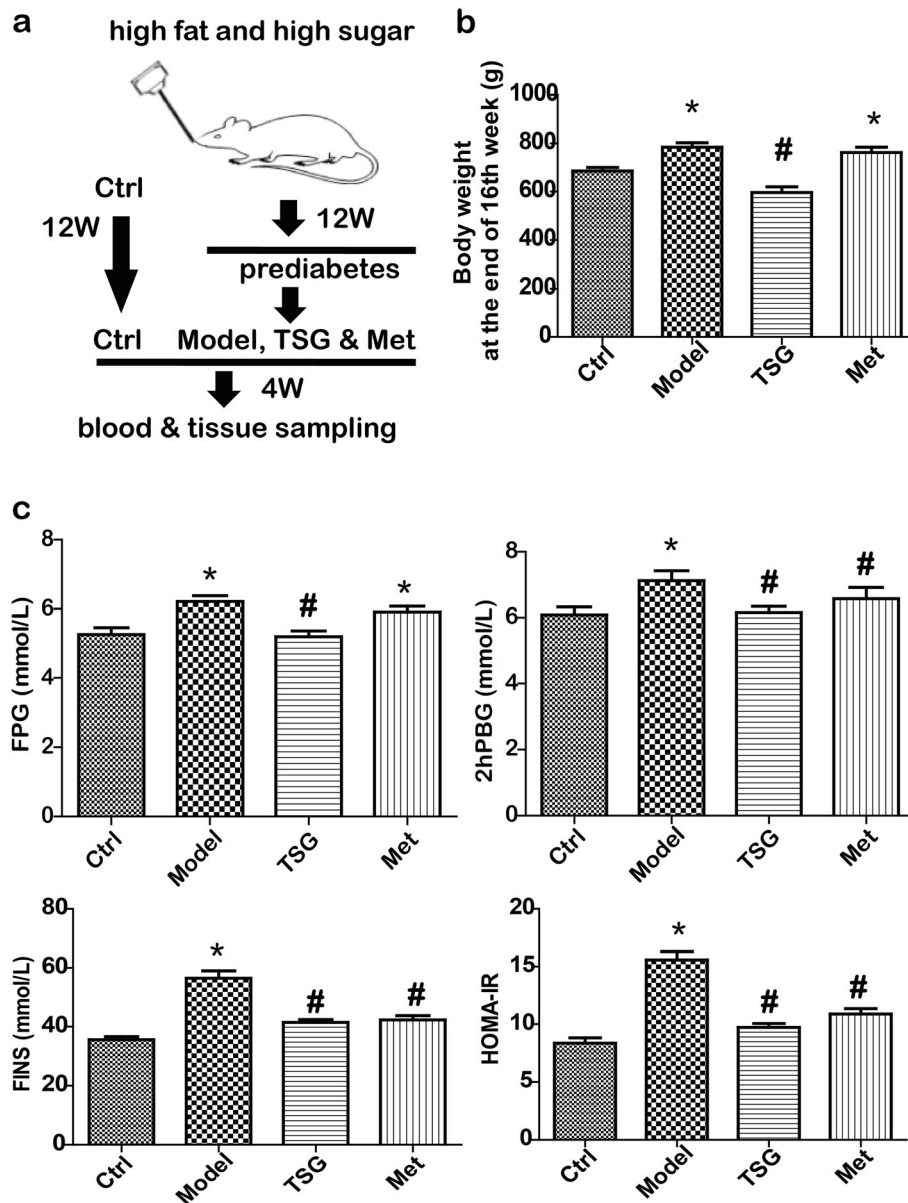 a
high fat and high sugar
Ctrl
12W
12W
prediabetes
Ctrl Model, TSG & Met
4W
blood & tissue sampling
b
Body weight
at the end of 16th week (g)
1000
800
600
400
200
0
*
#
*
Ctrl
Model
TSG
Met
c
FPG (mmol/L)
8
6
4
2
0
*
#
*
Ctrl
Model
TSG
Met
2hPBG (mmol/L)
8
6
4
2
0
*
#
#
Ctrl
Model
TSG
Met
FINS (mmol/L)
80
60
40
20
0
*
#
#
Ctrl
Model
TSG
Met
HOMA-IR
20
15
10
5
0
*
#
#
Ctrl
Model
TSG
Met